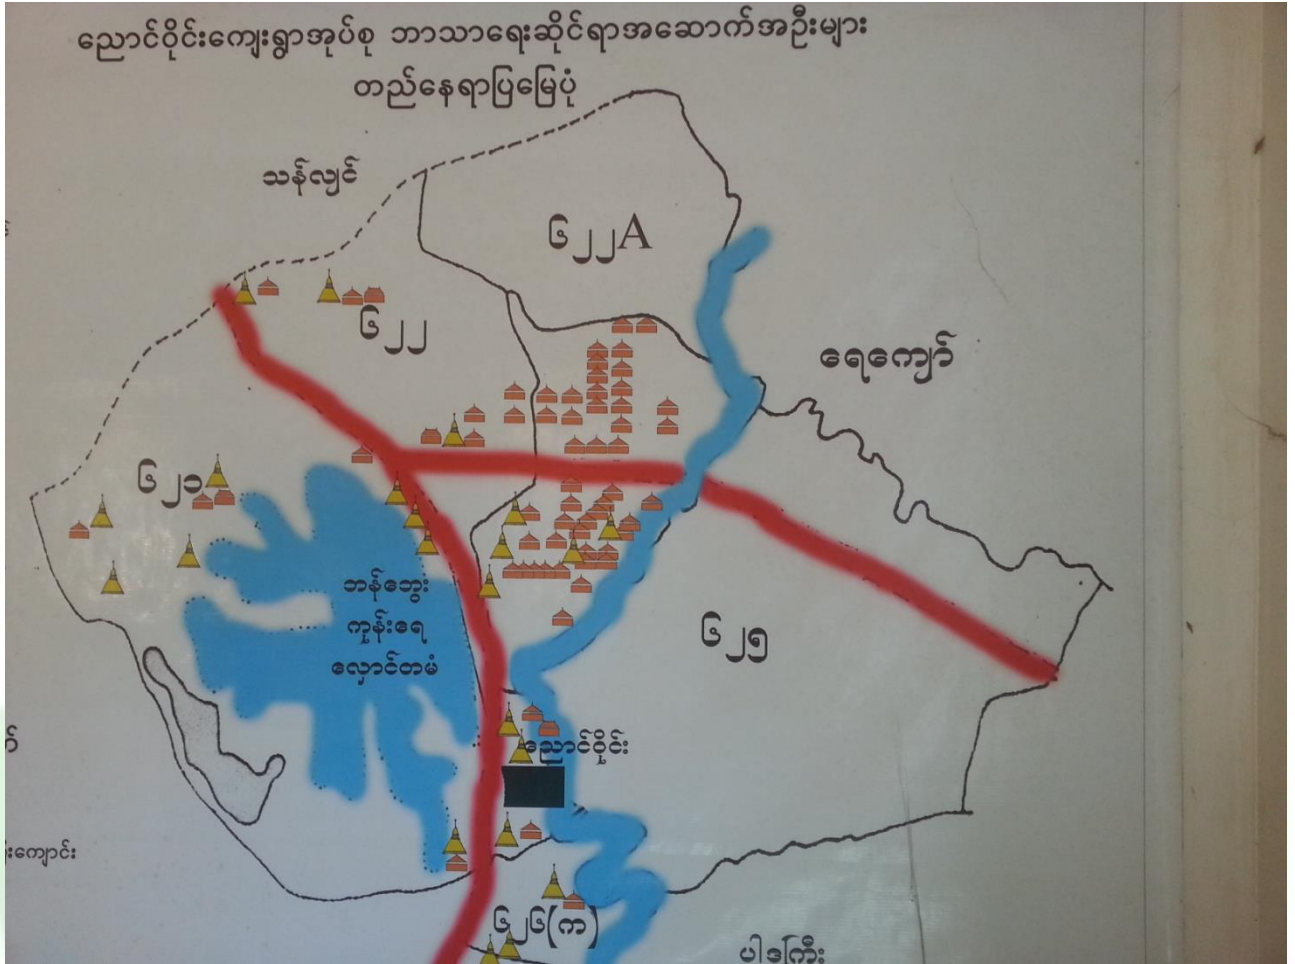 ညောင်ဝိုင်းကျေးရွာအုပ်စု ဘာသာရေးဆိုင်ရာအဆောက်အဦးများ
တည်နေရာပြမြေပုံ
သန်လျင်
၆၂၂A
၆၂၂
ရေကျော်
၆၂၁
ဘန်ဘွေး
ကုန်းရေ
လှောင်တမံ
၆၂၅
ညောင်ဝိုင်း
၆၂၆(က)
ပါဒကြီး